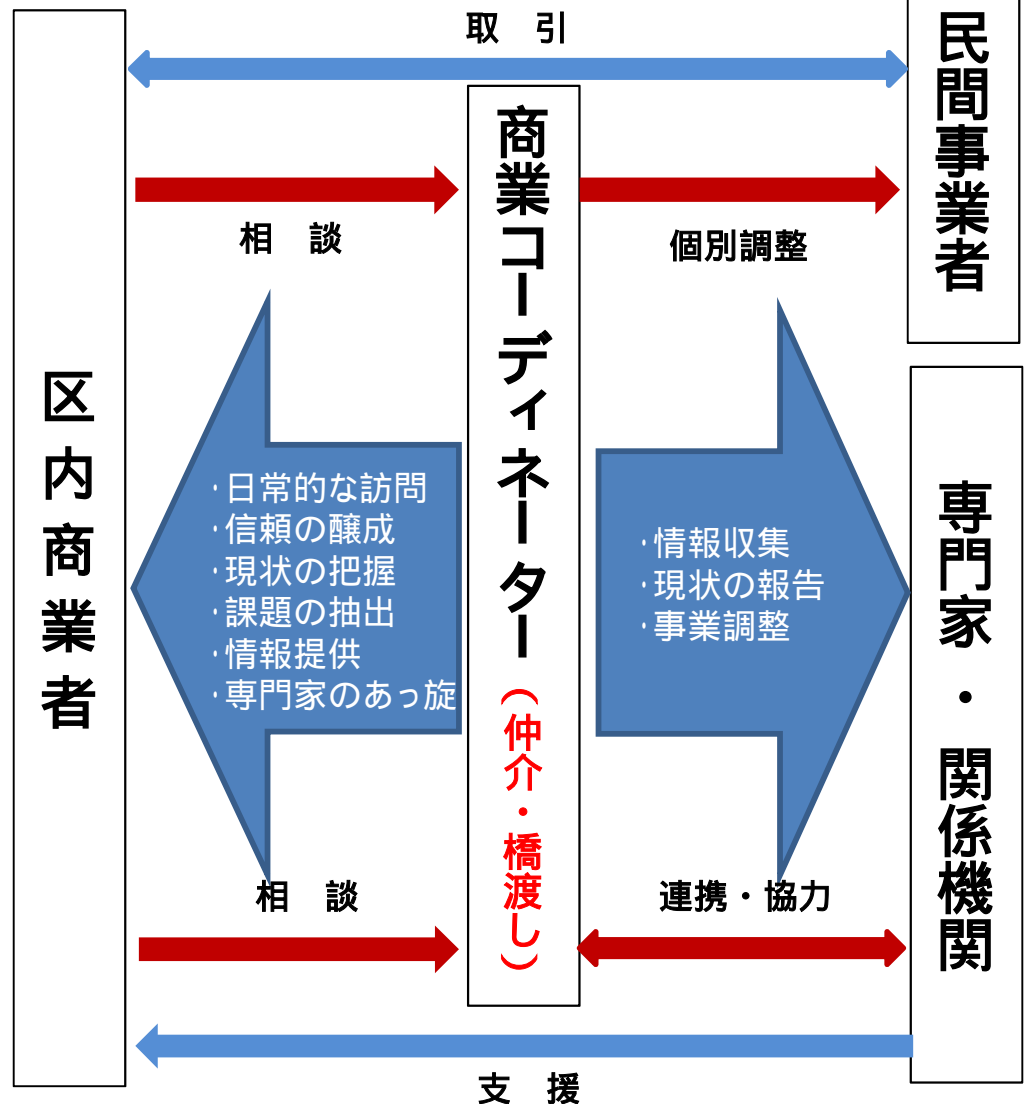 取 引
民間事業者
商業コーディネーター（仲介・橋渡し）
相 談
個別調整
区内商業者
・日常的な訪問
・信頼の醸成
・現状の把握
・課題の抽出
・情報提供
・専門家のあっ旋
・情報収集
・現状の報告
・事業調整
専門家・関係機関
相 談
連携・協力
支 援